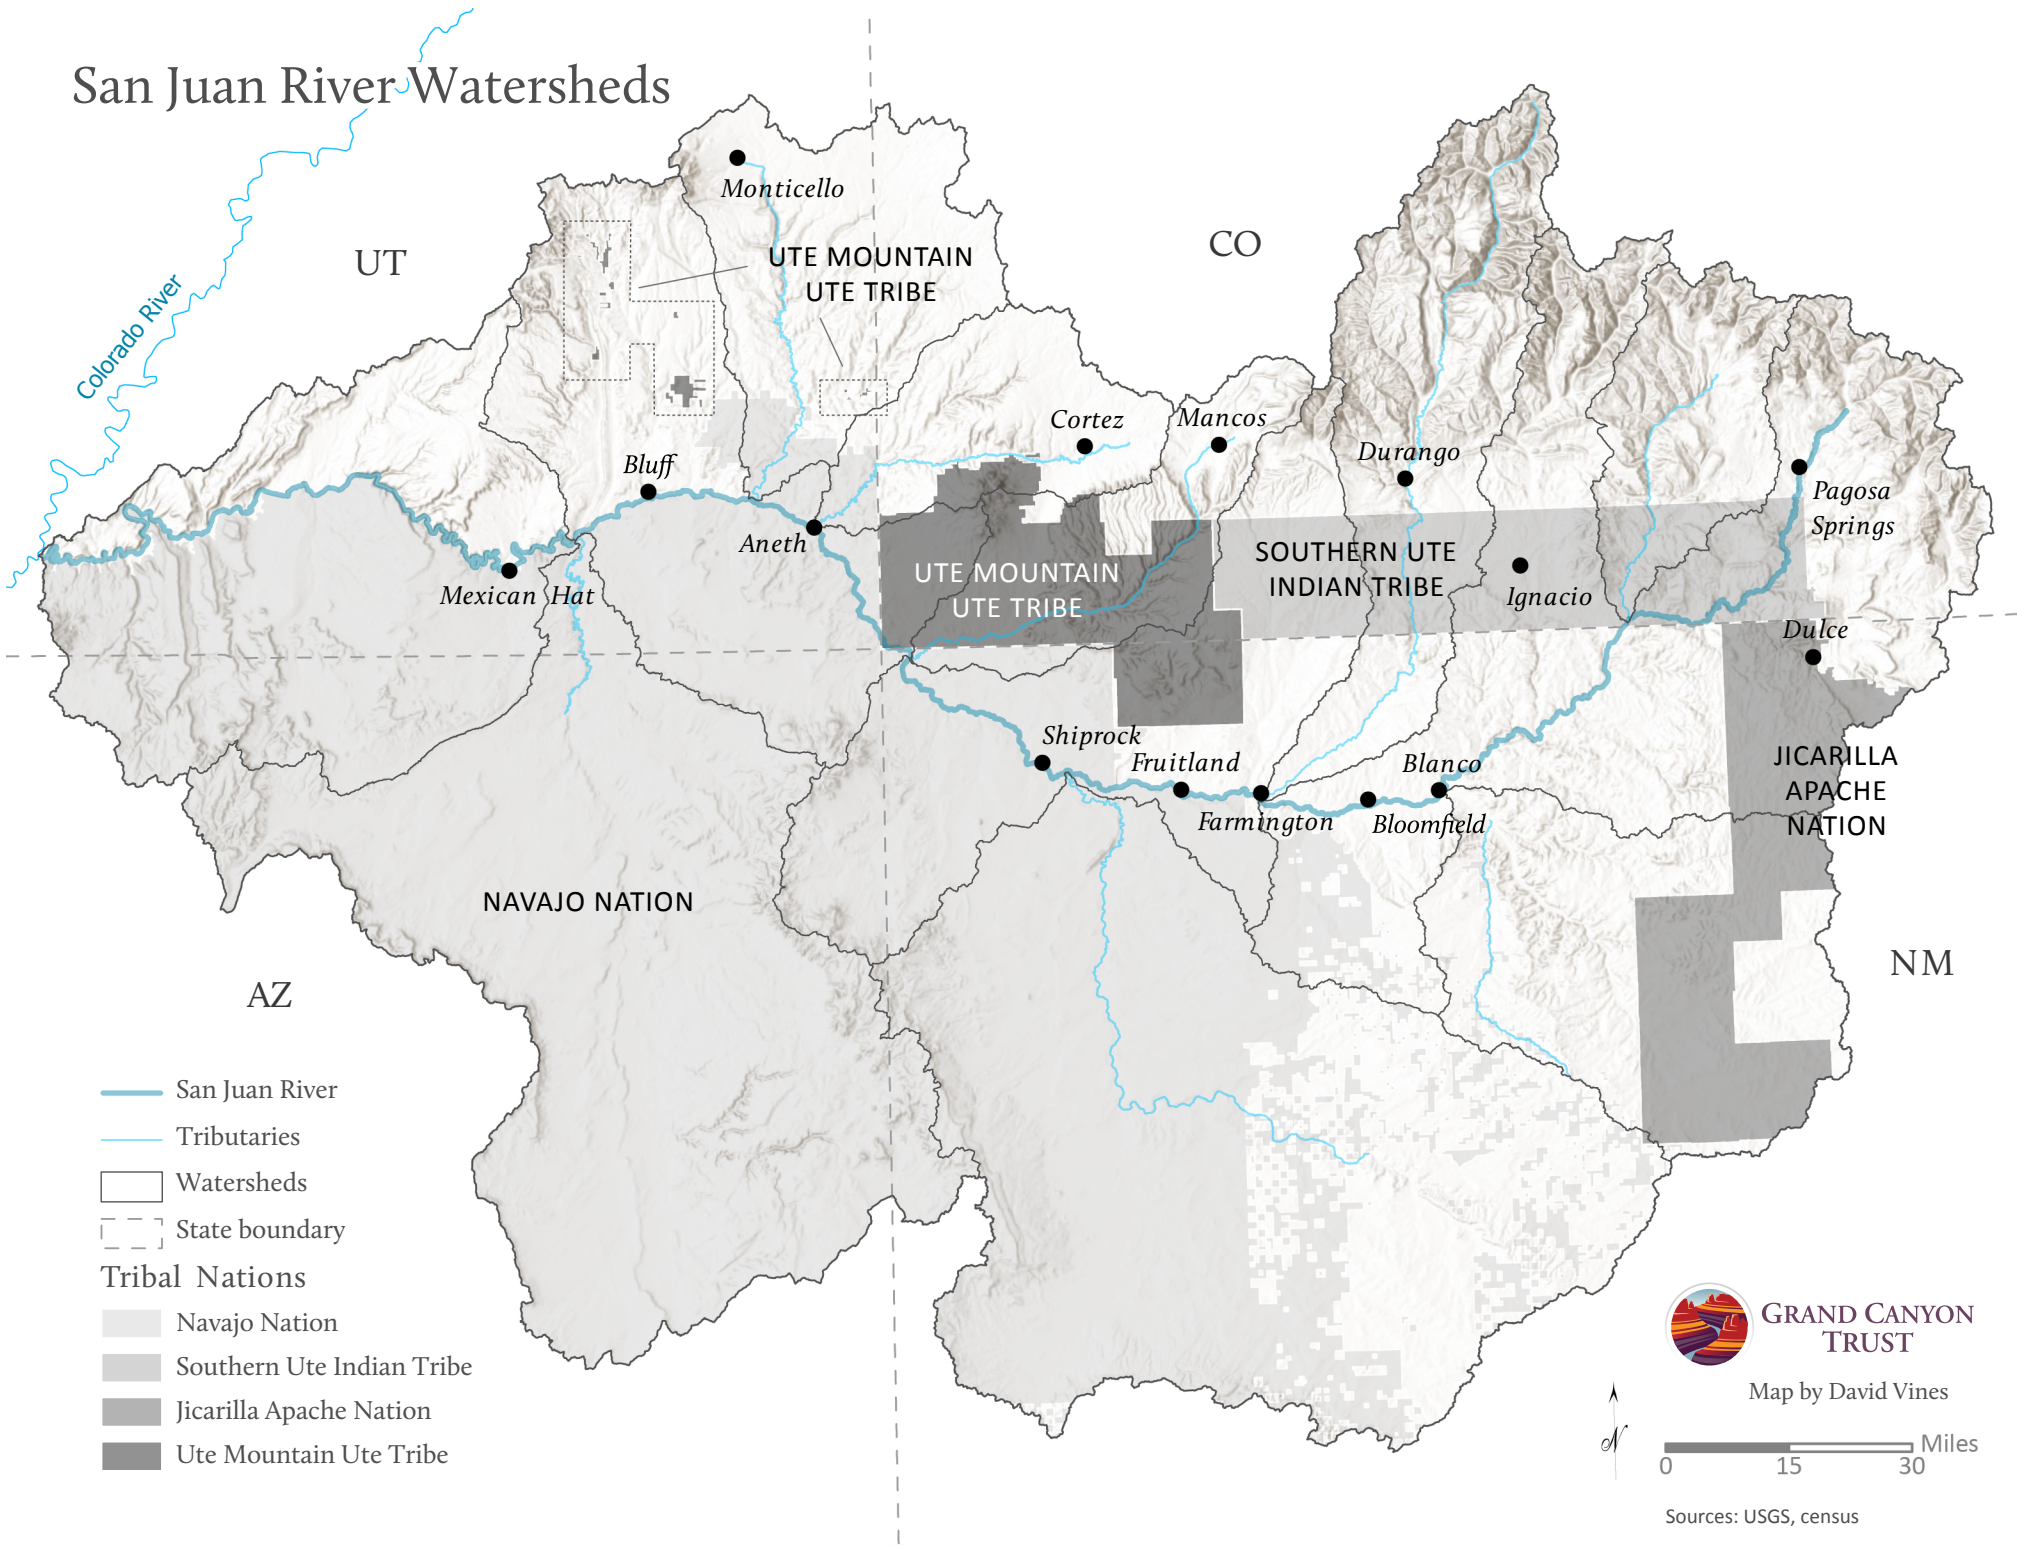 San Juan River Watersheds
UT
CO
Colorado River
Monticello
UTE MOUNTAIN
UTE TRIBE
Cortez
Mancos
Durango
Bluff
Pagosa
Springs
Aneth
SOUTHERN UTE
INDIAN TRIBE
UTE MOUNTAIN
UTE TRIBE
Ignacio
Mexican Hat
Dulce
Shiprock
Fruitland
Blanco
JICARILLA
APACHE
NATION
Farmington
Bloomfield
NAVAJO NATION
NM
AZ
San Juan River
Tributaries
Watersheds
State boundary
Tribal Nations
Navajo Nation
Southern Ute Indian Tribe
Jicarilla Apache Nation
Ute Mountain Ute Tribe
GRAND CANYON
TRUST
Map by David Vines
N
Miles
0 15 30
Sources: USGS, census